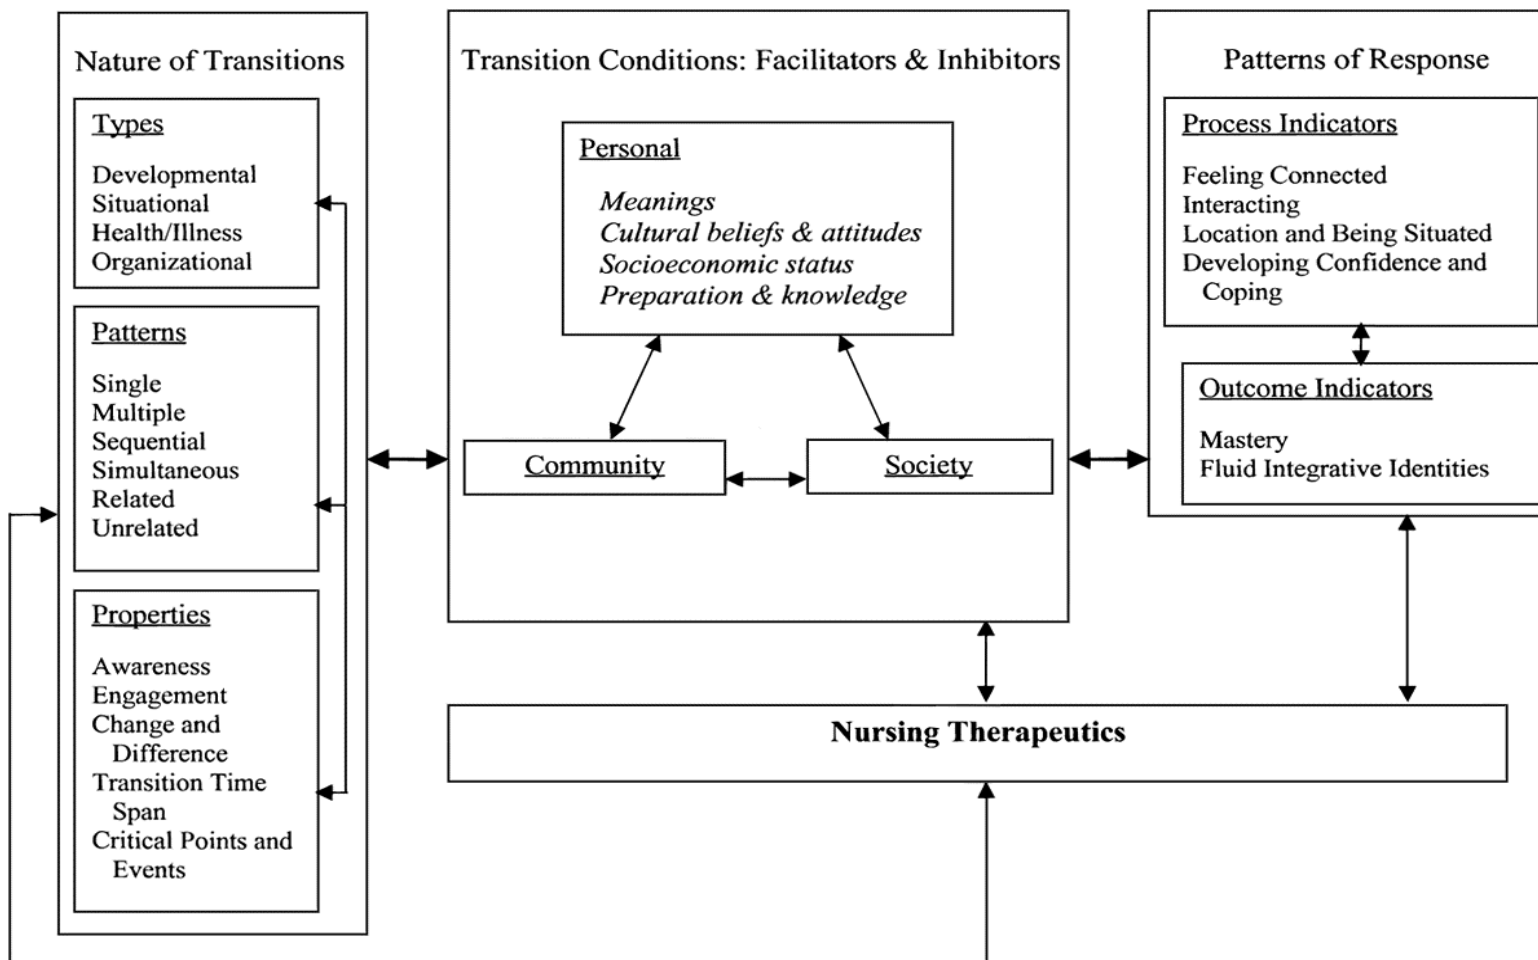 Nature of Transitions
Types
Developmental
Situational
Health/Illness
Organizational
Patterns
Single
Multiple
Sequential
Simultaneous
Related
Unrelated
Properties
Awareness
Engagement
Change and
Difference
Transition Time
Span
Critical Points and
Events
Transition Conditions: Facilitators & Inhibitors
Personal
Meanings
Cultural beliefs & attitudes
Socioeconomic status
Preparation & knowledge
Community
Society
Patterns of Response
Process Indicators
Feeling Connected
Interacting
Location and Being Situated
Developing Confidence and
Coping
Outcome Indicators
Mastery
Fluid Integrative Identities
Nursing Therapeutics